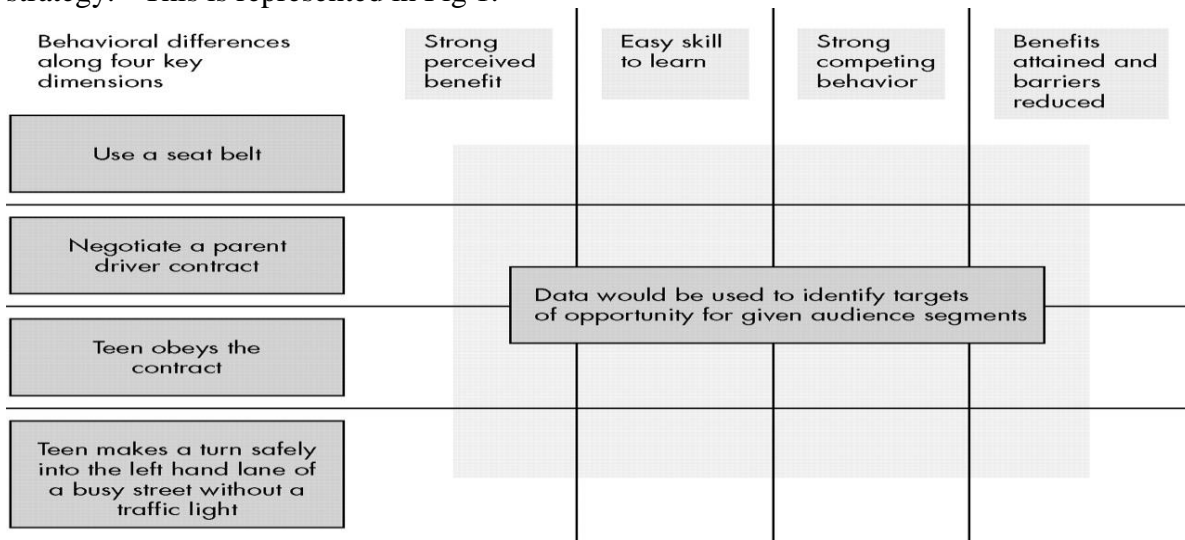 strategy. This is represented in Fig 1.
Behavioral differences
along four key
dimensions
Strong
perceived
benefit
Easy skill
to learn
Strong
competing
behavior
Benefits
attained and
barriers
reduced
Use a seat belt
Negotiate a parent
driver contract
Data would be used to identify targets
of opportunity for given audience segments
Teen obeys the
contract
Teen makes a turn safely
into the left hand lane of
a busy street without a
traffic light